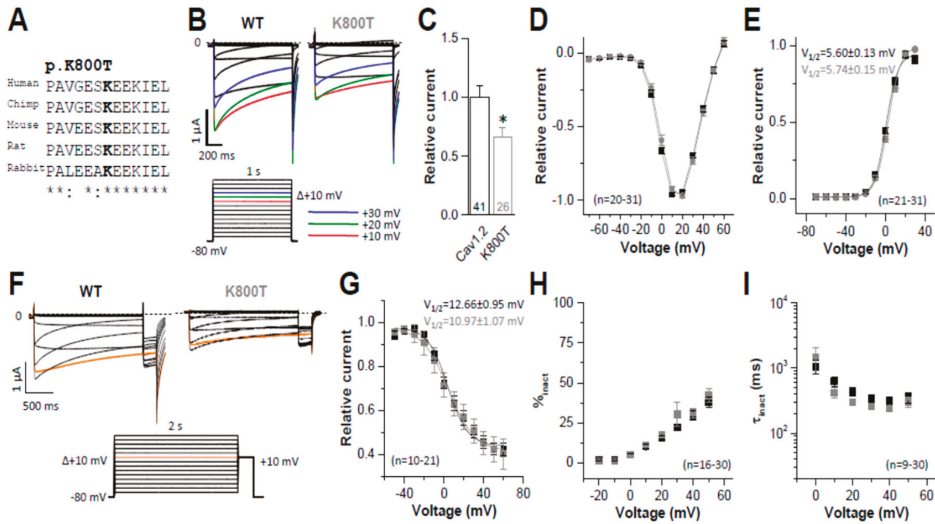 A
p.K800T
Human PAVGESKEEKIEL
Chimp PAVGESKEEKIEL
Mouse PAVEESKEEKIEL
Rat PAVEESKEEKIEL
Rabbit PALEEAKEEKIEL
**: *:*******
B
WT K800T
0
1 µA
200 ms
1 s
Δ+10 mV
-80 mV
+30 mV
+20 mV
+10 mV
C
Relative current
1.5
1.0
0.5
0.0
*
41 26
Cav1.2 K800T
D
Relative current
0.0
-0.5
-1.0
(n=20-31)
-60 -40 -20 0 20 40 60
Voltage (mV)
E
V1/2=5.60±0.13 mV
V1/2=5.74±0.15 mV
Relative current
1.0
0.5
0.0
(n=21-31)
-80 -40 0 40
Voltage (mV)
F
WT K800T
0
1 µA
500 ms
2 s
Δ+10 mV
+10 mV
-80 mV
G
V1/2=12.66±0.95 mV
V1/2=10.97±1.07 mV
Relative current
1.0
0.8
0.6
0.4
(n=10-21)
-40 -20 0 20 40 60 80
Voltage (mV)
H
%inact
100
75
50
25
0
(n=16-30)
-20 0 20 40 60
Voltage (mV)
I
τinact (ms)
10⁴
10³
10²
(n=9-30)
0 10 20 30 40 50 60
Voltage (mV)